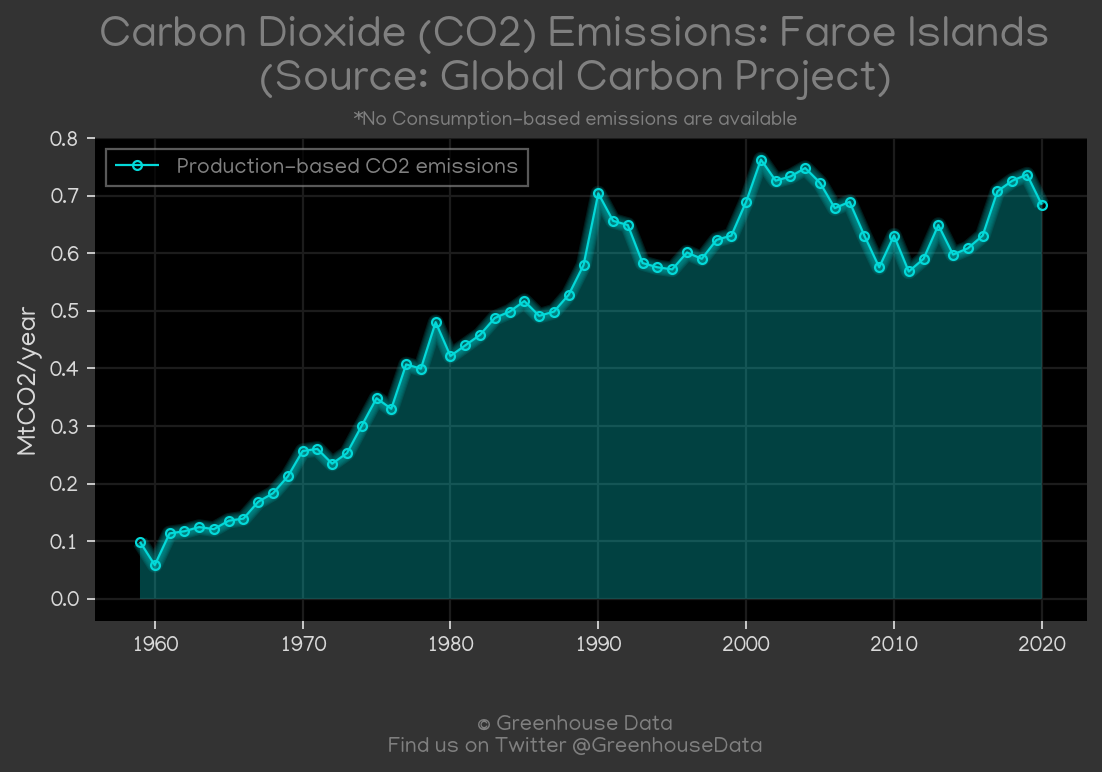 Carbon Dioxide (CO2) Emissions: Faroe Islands
(Source: Global Carbon Project)
*No Consumption-based emissions are available
Production-based CO2 emissions
MtCO2/year
0.8
0.7
0.6
0.5
0.4
0.3
0.2
0.1
0.0
1960 1970 1980 1990 2000 2010 2020
© Greenhouse Data
Find us on Twitter @GreenhouseData